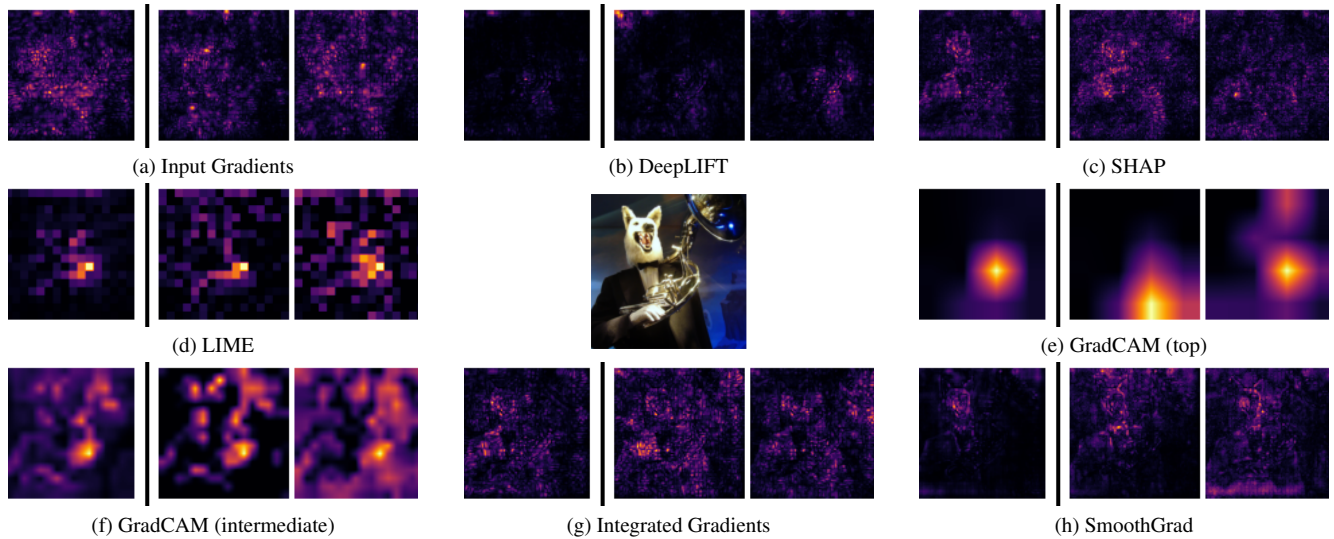 (a) Input Gradients
(b) DeepLIFT
(c) SHAP
(d) LIME
(e) GradCAM (top)
(f) GradCAM (intermediate)
(g) Integrated Gradients
(h) SmoothGrad